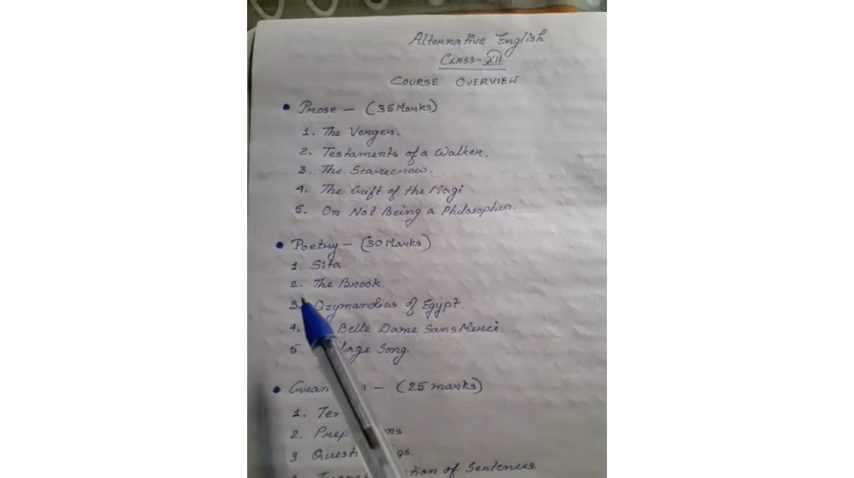 Alternative English
CLASS-XII
COURSE OVERVIEW
• Prose - (35 Marks)
1. The Verger.
2. Testaments of a Walker.
3. The Scarecrow.
4. The Gift of the Magi
5. On Not Being a Philosopher.
• Poetry - (30 Marks)
1. Sita
2. The Brook
3. Ozymandias of Egypt.
4. Belle Dame Sans Merci.
5. Song.
• (25 marks)
1.
2.
3
of Sentences.